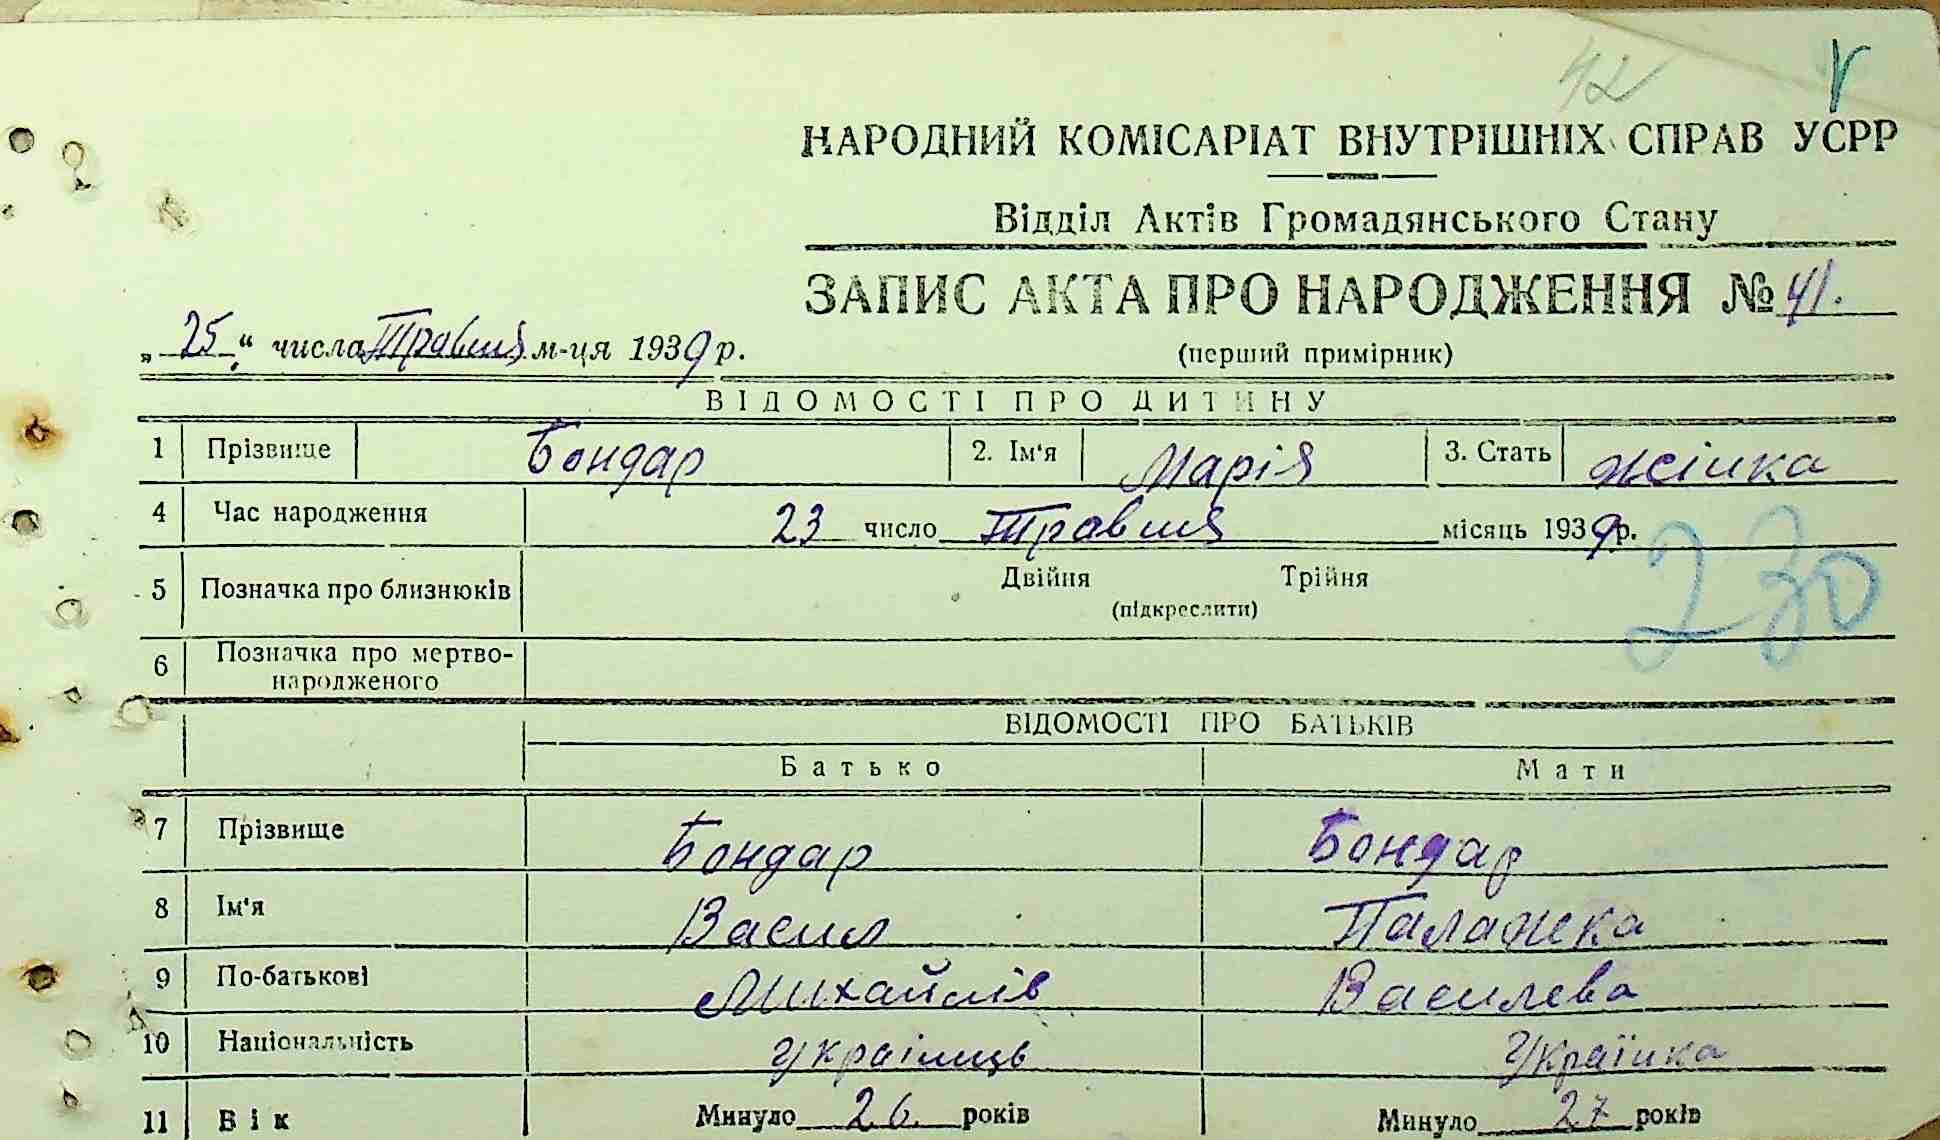 42
НАРОДНИЙ КОМІСАРІАТ ВНУТРІШНІХ СПРАВ УСРР
Відділ Актів Громадянського Стану
ЗАПИС АКТА ПРО НАРОДЖЕННЯ № 41.
„25“ числа Травня м-ця 1939 р.
(перший примірник)
ВІДОМОСТІ ПРО ДИТИНУ
1 Прізвище Бондар 2. Ім'я Марія 3. Стать жінка
4 Час народження 23 число Травня місяць 1939 р.
5 Позначка про близнюків Двійня Трійня
(підкреслити)
230
6 Позначка про мертво-
народженого
ВІДОМОСТІ ПРО БАТЬКІВ
Батько Мати
7 Прізвище Бондар Бондар
8 Ім'я Васил Палажка
9 По-батькові Михайлів Василева
10 Національність українць Українка
11 Вік Минуло 26 років Минуло 27 років